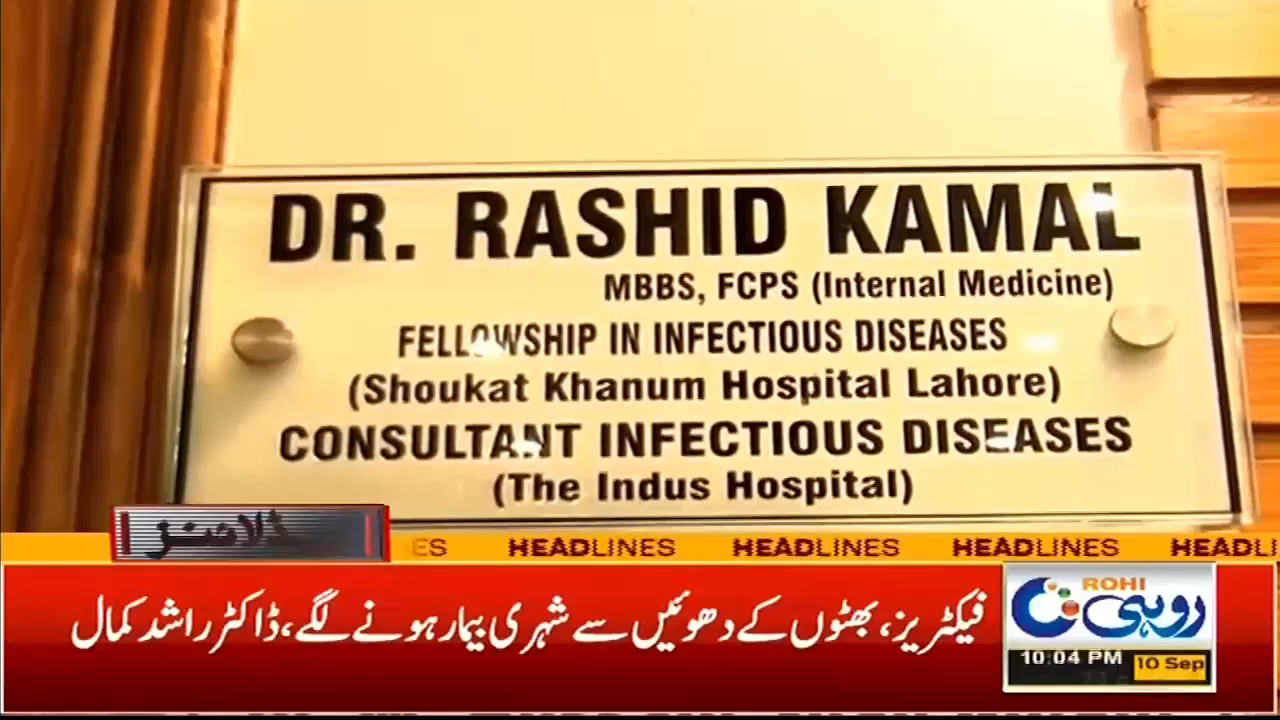 DR. RASHID KAMAL
MBBS, FCPS (Internal Medicine)
FELLOWSHIP IN INFECTIOUS DISEASES
(Shoukat Khanum Hospital Lahore)
CONSULTANT INFECTIOUS DISEASES
(The Indus Hospital)
ES HEADLINES HEADLINES HEADLINES HEADLI
فیکٹریز، بھٹوں کے دھوئیں سے شہری بیمار ہونے لگے، ڈاکٹر راشد کمال
ROHI
روہی
10:04 PM 10 Sep